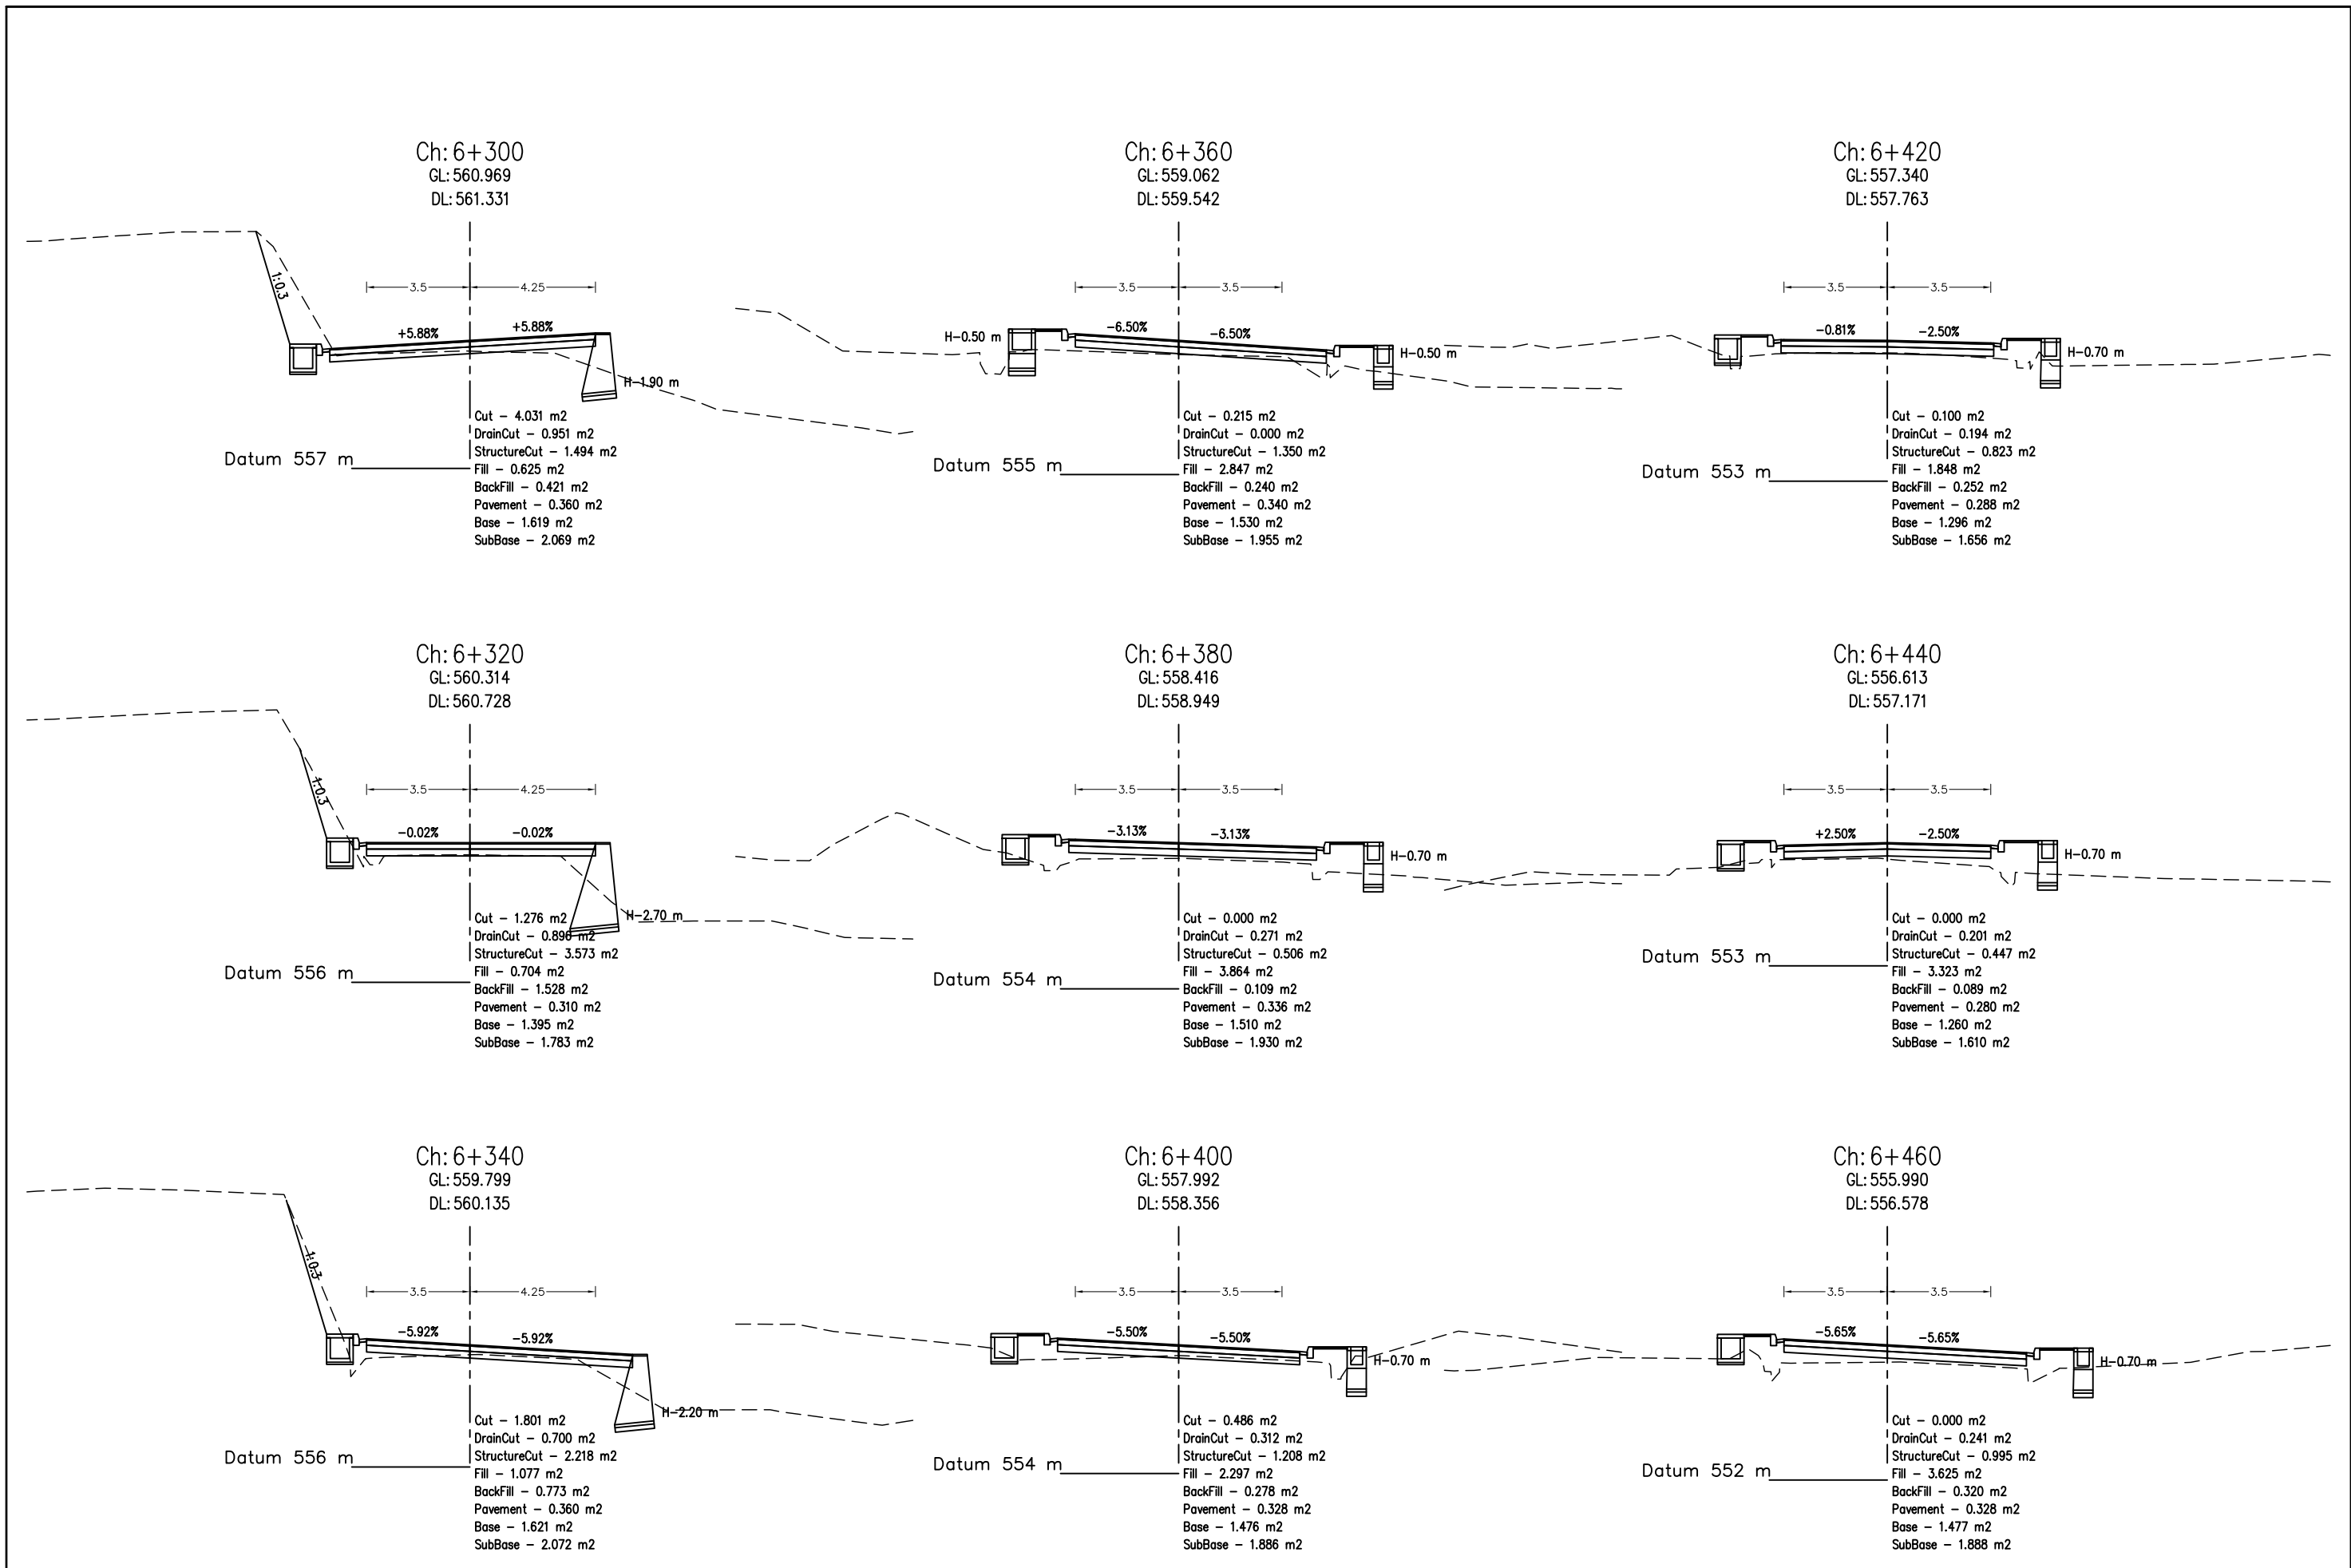 Ch: 6+300
GL: 560.969
DL: 561.331
3.5
4.25
1:0.3
+5.88%
+5.88%
H-1.90 m
Cut - 4.031 m2
DrainCut - 0.951 m2
StructureCut - 1.494 m2
Datum 557 m
Fill - 0.625 m2
BackFill - 0.421 m2
Pavement - 0.360 m2
Base - 1.619 m2
SubBase - 2.069 m2
Ch: 6+360
GL: 559.062
DL: 559.542
3.5
3.5
-6.50%
-6.50%
H-0.50 m
H-0.50 m
Cut - 0.215 m2
DrainCut - 0.000 m2
StructureCut - 1.350 m2
Datum 555 m
Fill - 2.847 m2
BackFill - 0.240 m2
Pavement - 0.340 m2
Base - 1.530 m2
SubBase - 1.955 m2
Ch: 6+420
GL: 557.340
DL: 557.763
3.5
3.5
-0.81%
-2.50%
H-0.70 m
Cut - 0.100 m2
DrainCut - 0.194 m2
StructureCut - 0.823 m2
Datum 553 m
Fill - 1.848 m2
BackFill - 0.252 m2
Pavement - 0.288 m2
Base - 1.296 m2
SubBase - 1.656 m2
Ch: 6+320
GL: 560.314
DL: 560.728
3.5
4.25
1:0.3
-0.02%
-0.02%
H-2.70 m
Cut - 1.276 m2
DrainCut - 0.896 m2
StructureCut - 3.573 m2
Datum 556 m
Fill - 0.704 m2
BackFill - 1.528 m2
Pavement - 0.310 m2
Base - 1.395 m2
SubBase - 1.783 m2
Ch: 6+380
GL: 558.416
DL: 558.949
3.5
3.5
-3.13%
-3.13%
H-0.70 m
Cut - 0.000 m2
DrainCut - 0.271 m2
StructureCut - 0.506 m2
Datum 554 m
Fill - 3.864 m2
BackFill - 0.109 m2
Pavement - 0.336 m2
Base - 1.510 m2
SubBase - 1.930 m2
Ch: 6+440
GL: 556.613
DL: 557.171
3.5
3.5
+2.50%
-2.50%
H-0.70 m
Cut - 0.000 m2
DrainCut - 0.201 m2
StructureCut - 0.447 m2
Datum 553 m
Fill - 3.323 m2
BackFill - 0.089 m2
Pavement - 0.280 m2
Base - 1.260 m2
SubBase - 1.610 m2
Ch: 6+340
GL: 559.799
DL: 560.135
3.5
4.25
1:0.3
-5.92%
-5.92%
H-2.20 m
Cut - 1.801 m2
DrainCut - 0.700 m2
StructureCut - 2.218 m2
Datum 556 m
Fill - 1.077 m2
BackFill - 0.773 m2
Pavement - 0.360 m2
Base - 1.621 m2
SubBase - 2.072 m2
Ch: 6+400
GL: 557.992
DL: 558.356
3.5
3.5
-5.50%
-5.50%
H-0.70 m
Cut - 0.486 m2
DrainCut - 0.312 m2
StructureCut - 1.208 m2
Datum 554 m
Fill - 2.297 m2
BackFill - 0.278 m2
Pavement - 0.328 m2
Base - 1.476 m2
SubBase - 1.886 m2
Ch: 6+460
GL: 555.990
DL: 556.578
3.5
3.5
-5.65%
-5.65%
H-0.70 m
Cut - 0.000 m2
DrainCut - 0.241 m2
StructureCut - 0.995 m2
Datum 552 m
Fill - 3.625 m2
BackFill - 0.320 m2
Pavement - 0.328 m2
Base - 1.477 m2
SubBase - 1.888 m2